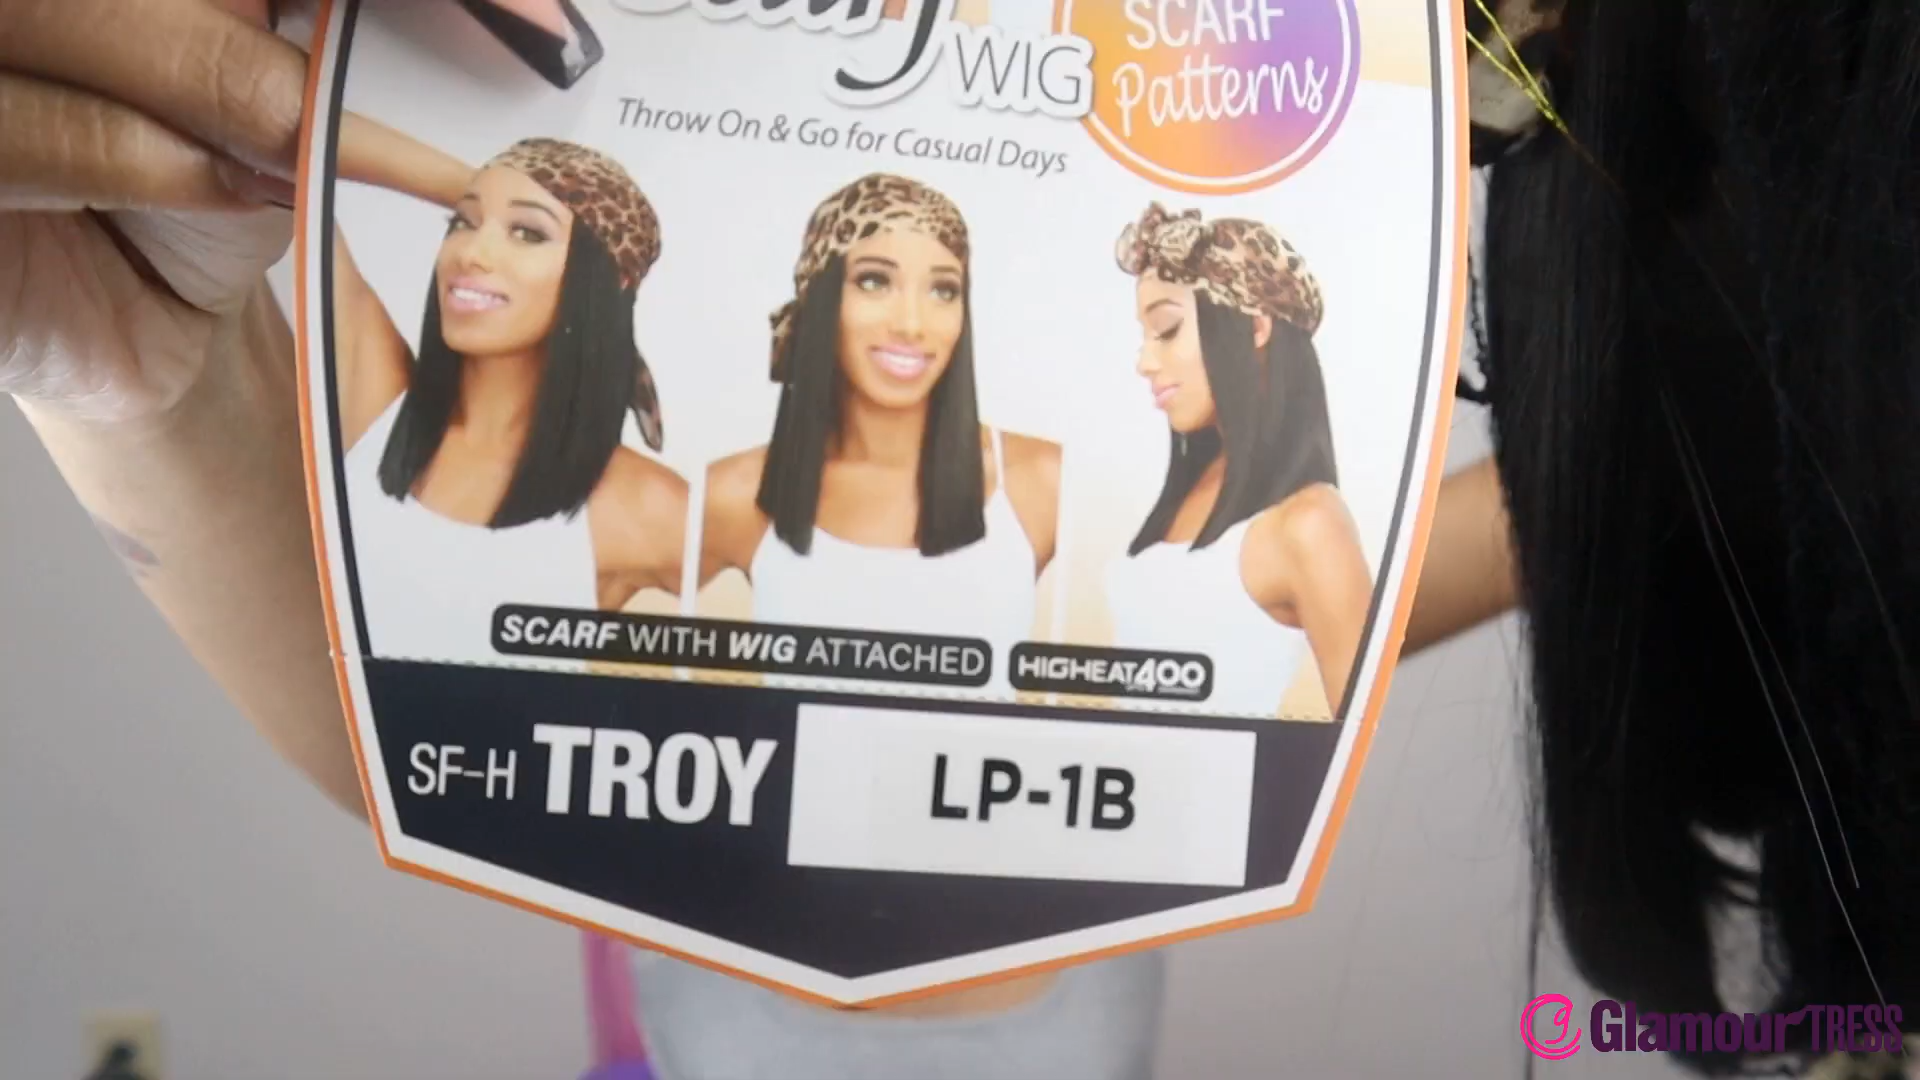 Scarf WIG
SCARF
Patterns
Throw On & Go for Casual Days
SCARF WITH WIG ATTACHED
HIGHEAT400
SF-H TROY
LP-1B
GlamourTRESS